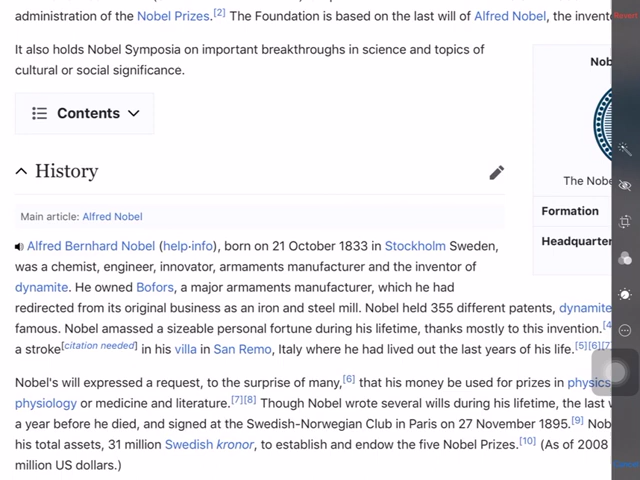 administration of the Nobel Prizes.[2] The Foundation is based on the last will of Alfred Nobel, the
It also holds Nobel Symposia on important breakthroughs in science and topics of
cultural or social significance.
Contents
History
Main article: Alfred Nobel
Alfred Bernhard Nobel (help·info), born on 21 October 1833 in Stockholm Sweden,
was a chemist, engineer, innovator, armaments manufacturer and the inventor of
dynamite. He owned Bofors, a major armaments manufacturer, which he had
redirected from its original business as an iron and steel mill. Nobel held 355 different patents, dynamite
famous. Nobel amassed a sizeable personal fortune during his lifetime, thanks mostly to this invention.[4
a stroke[citation needed] in his villa in San Remo, Italy where he had lived out the last years of his life.[5][6][7
Nobel's will expressed a request, to the surprise of many,[6] that his money be used for prizes in physics
physiology or medicine and literature.[7][8] Though Nobel wrote several wills during his lifetime, the last
a year before he died, and signed at the Swedish-Norwegian Club in Paris on 27 November 1895.[9] Nob
his total assets, 31 million Swedish kronor, to establish and endow the five Nobel Prizes.[10] (As of 2008
million US dollars.)
Nob
The Nobe
Formation
Headquarter
Revert